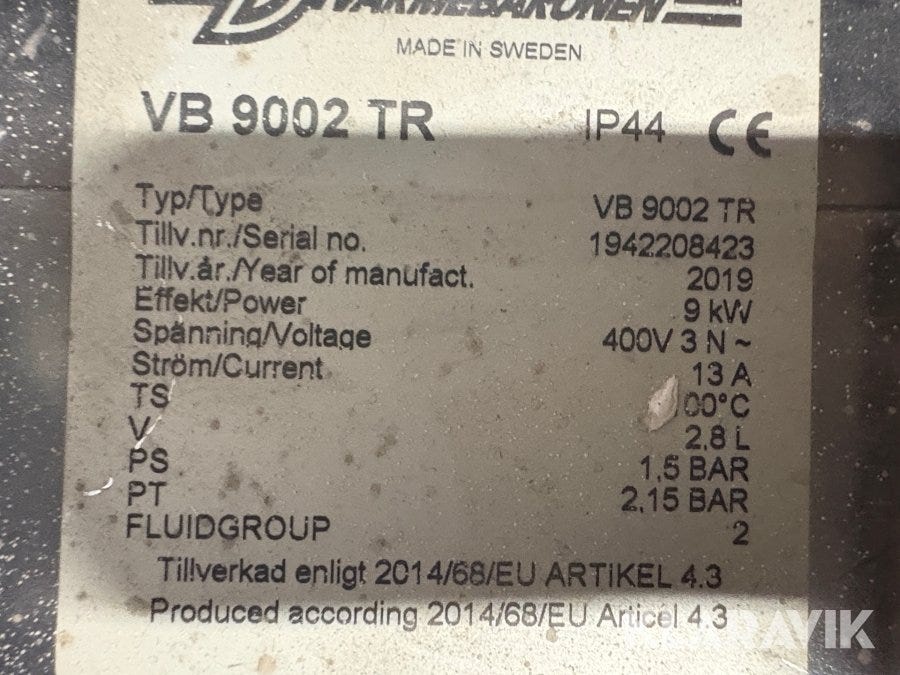 VÄRMEBARONEN
MADE IN SWEDEN
VB 9002 TR IP44 CE
Typ/Type VB 9002 TR
Tillv.nr./Serial no. 1942208423
Tillv.år./Year of manufact. 2019
Effekt/Power 9 kW
Spänning/Voltage 400V 3 N ~
Ström/Current 13 A
TS 00°C
V 2,8 L
PS 1,5 BAR
PT 2,15 BAR
FLUIDGROUP 2
Tillverkad enligt 2014/68/EU ARTIKEL 4.3
Produced according 2014/68/EU Articel 4.3
KLARAVIK